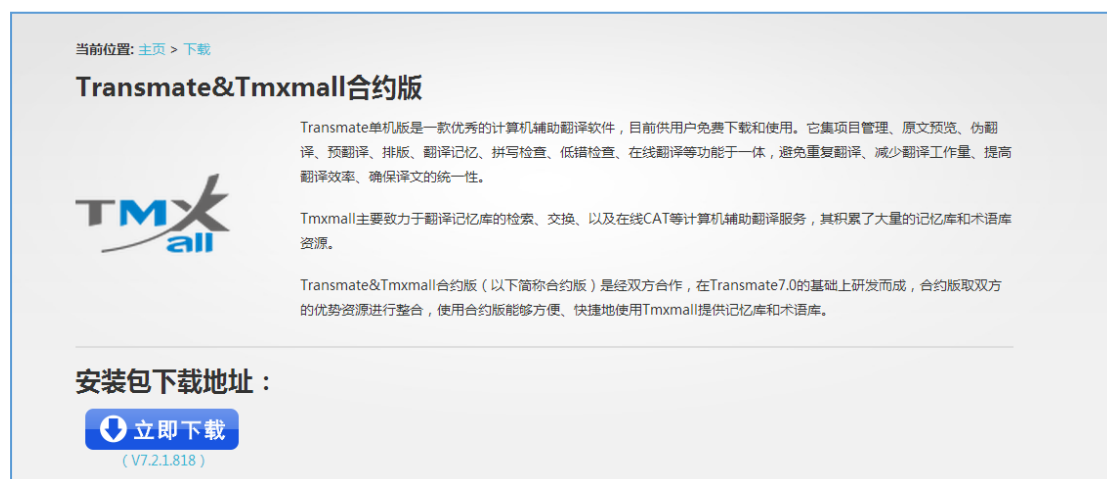 当前位置: 主页 > 下载
Transmate&Tmxmall合约版
Transmate单机版是一款优秀的计算机辅助翻译软件，目前供用户免费下载和使用。它集项目管理、原文预览、伪翻
译、预翻译、排版、翻译记忆、拼写检查、低错检查、在线翻译等功能于一体，避免重复翻译、减少翻译工作量、提高
翻译效率、确保译文的统一性。
TMX
all
Tmxmall主要致力于翻译记忆库的检索、交换、以及在线CAT等计算机辅助翻译服务，其积累了大量的记忆库和术语库
资源。
Transmate&Tmxmall合约版（以下简称合约版）是经双方合作，在Transmate7.0的基础上研发而成，合约版取双方
的优势资源进行整合，使用合约版能够方便、快捷地使用Tmxmall提供记忆库和术语库。
安装包下载地址：
立即下载
（V7.2.1.818）